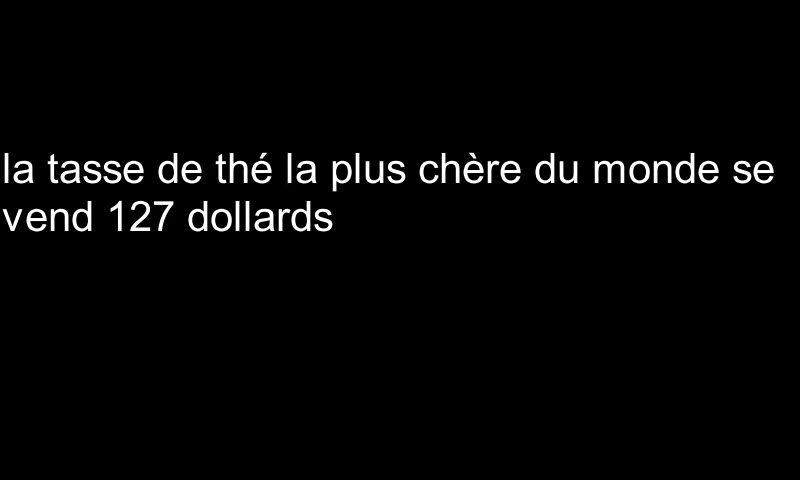 la tasse de thé la plus chère du monde se
vend 127 dollards